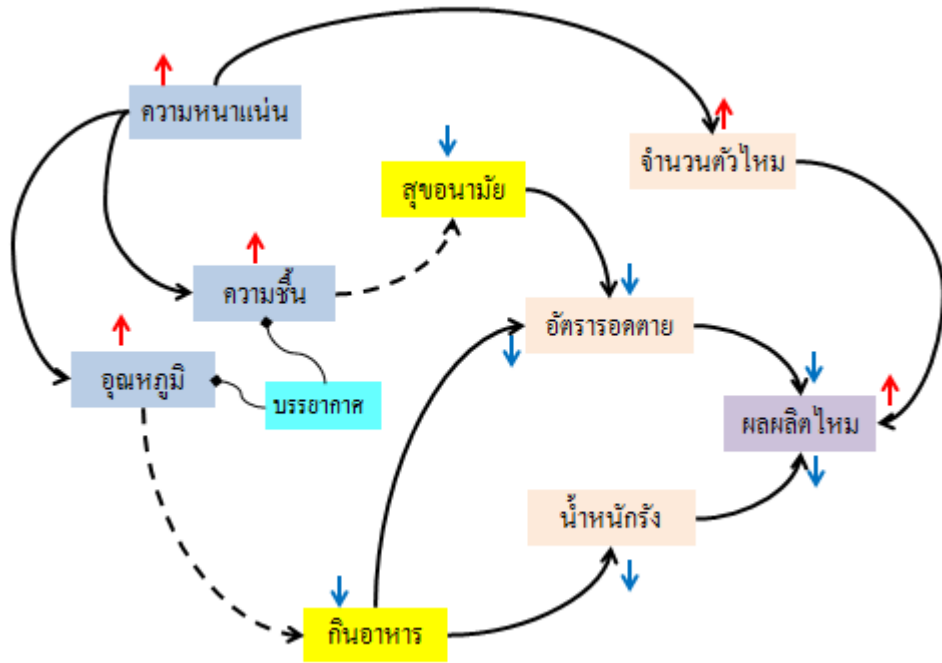 ความหนาแน่น
จำนวนตัวไหม
สุขอนามัย
ความชื้น
อัตรารอดตาย
อุณหภูมิ
บรรยากาศ
ผลผลิตไหม
น้ำหนักรัง
กินอาหาร